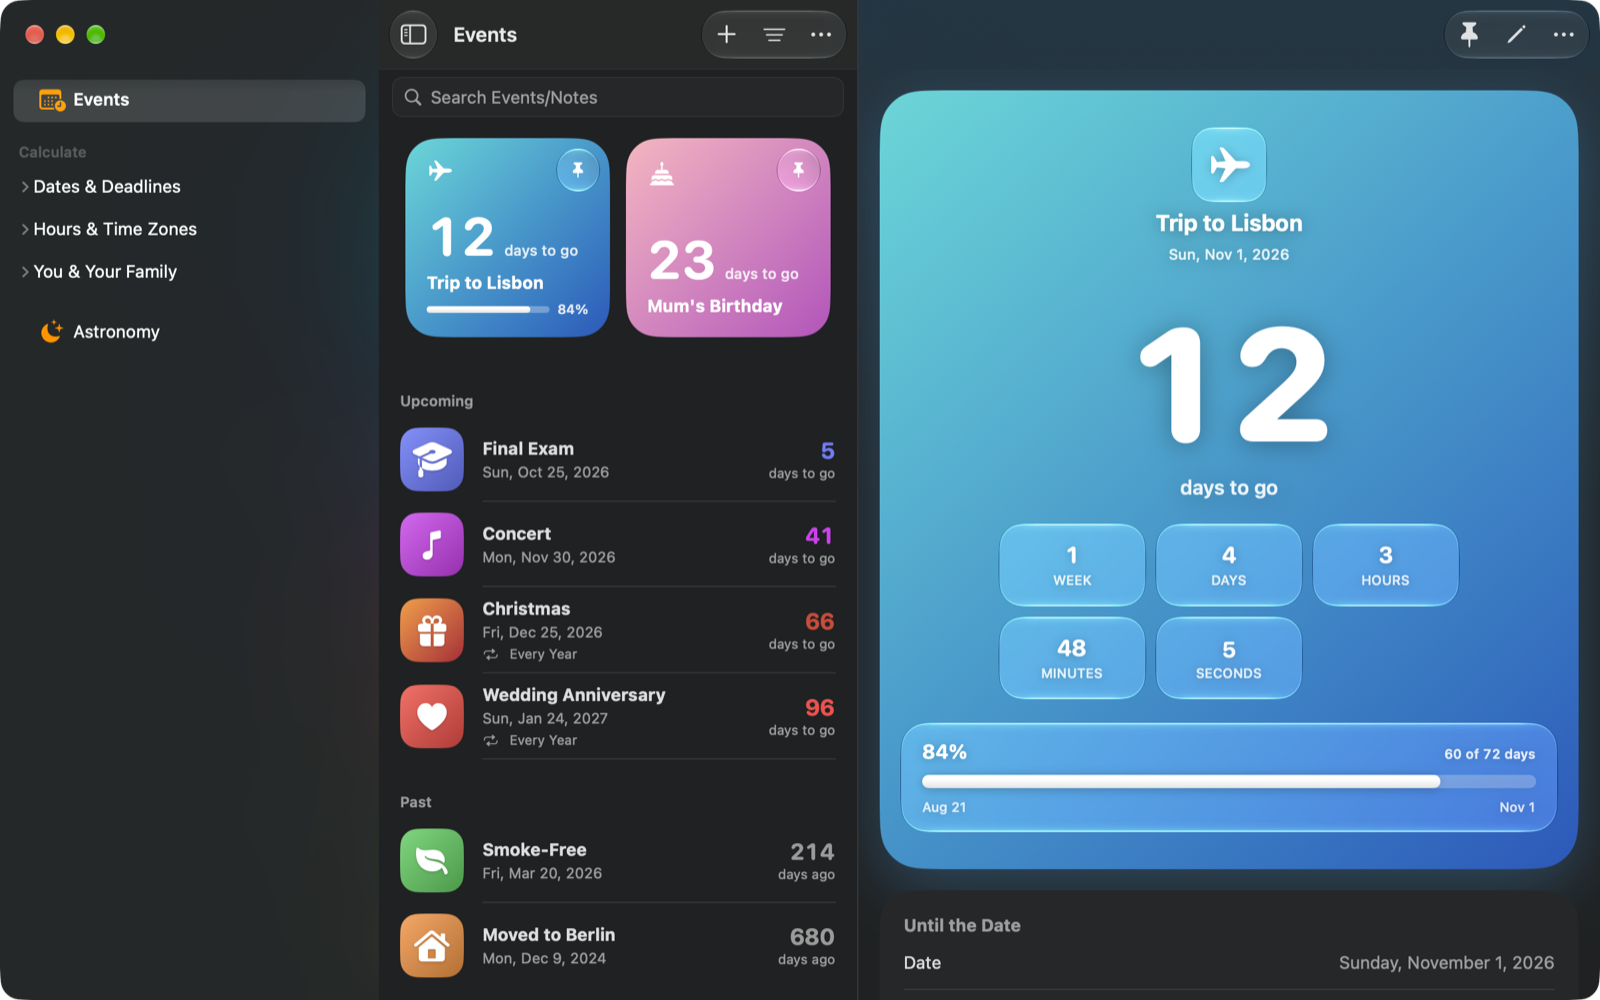 Events
Calculate
Dates & Deadlines
Hours & Time Zones
You & Your Family
Astronomy
Events
Search Events/Notes
12 days to go
Trip to Lisbon
84%
23 days to go
Mum's Birthday
Upcoming
Final Exam
Sun, Oct 25, 2026
5
days to go
Concert
Mon, Nov 30, 2026
41
days to go
Christmas
Fri, Dec 25, 2026
Every Year
66
days to go
Wedding Anniversary
Sun, Jan 24, 2027
Every Year
96
days to go
Past
Smoke-Free
Fri, Mar 20, 2026
214
days ago
Moved to Berlin
Mon, Dec 9, 2024
680
days ago
Trip to Lisbon
Sun, Nov 1, 2026
12
days to go
1
WEEK
4
DAYS
3
HOURS
48
MINUTES
5
SECONDS
84%
60 of 72 days
Aug 21
Nov 1
Until the Date
Date
Sunday, November 1, 2026